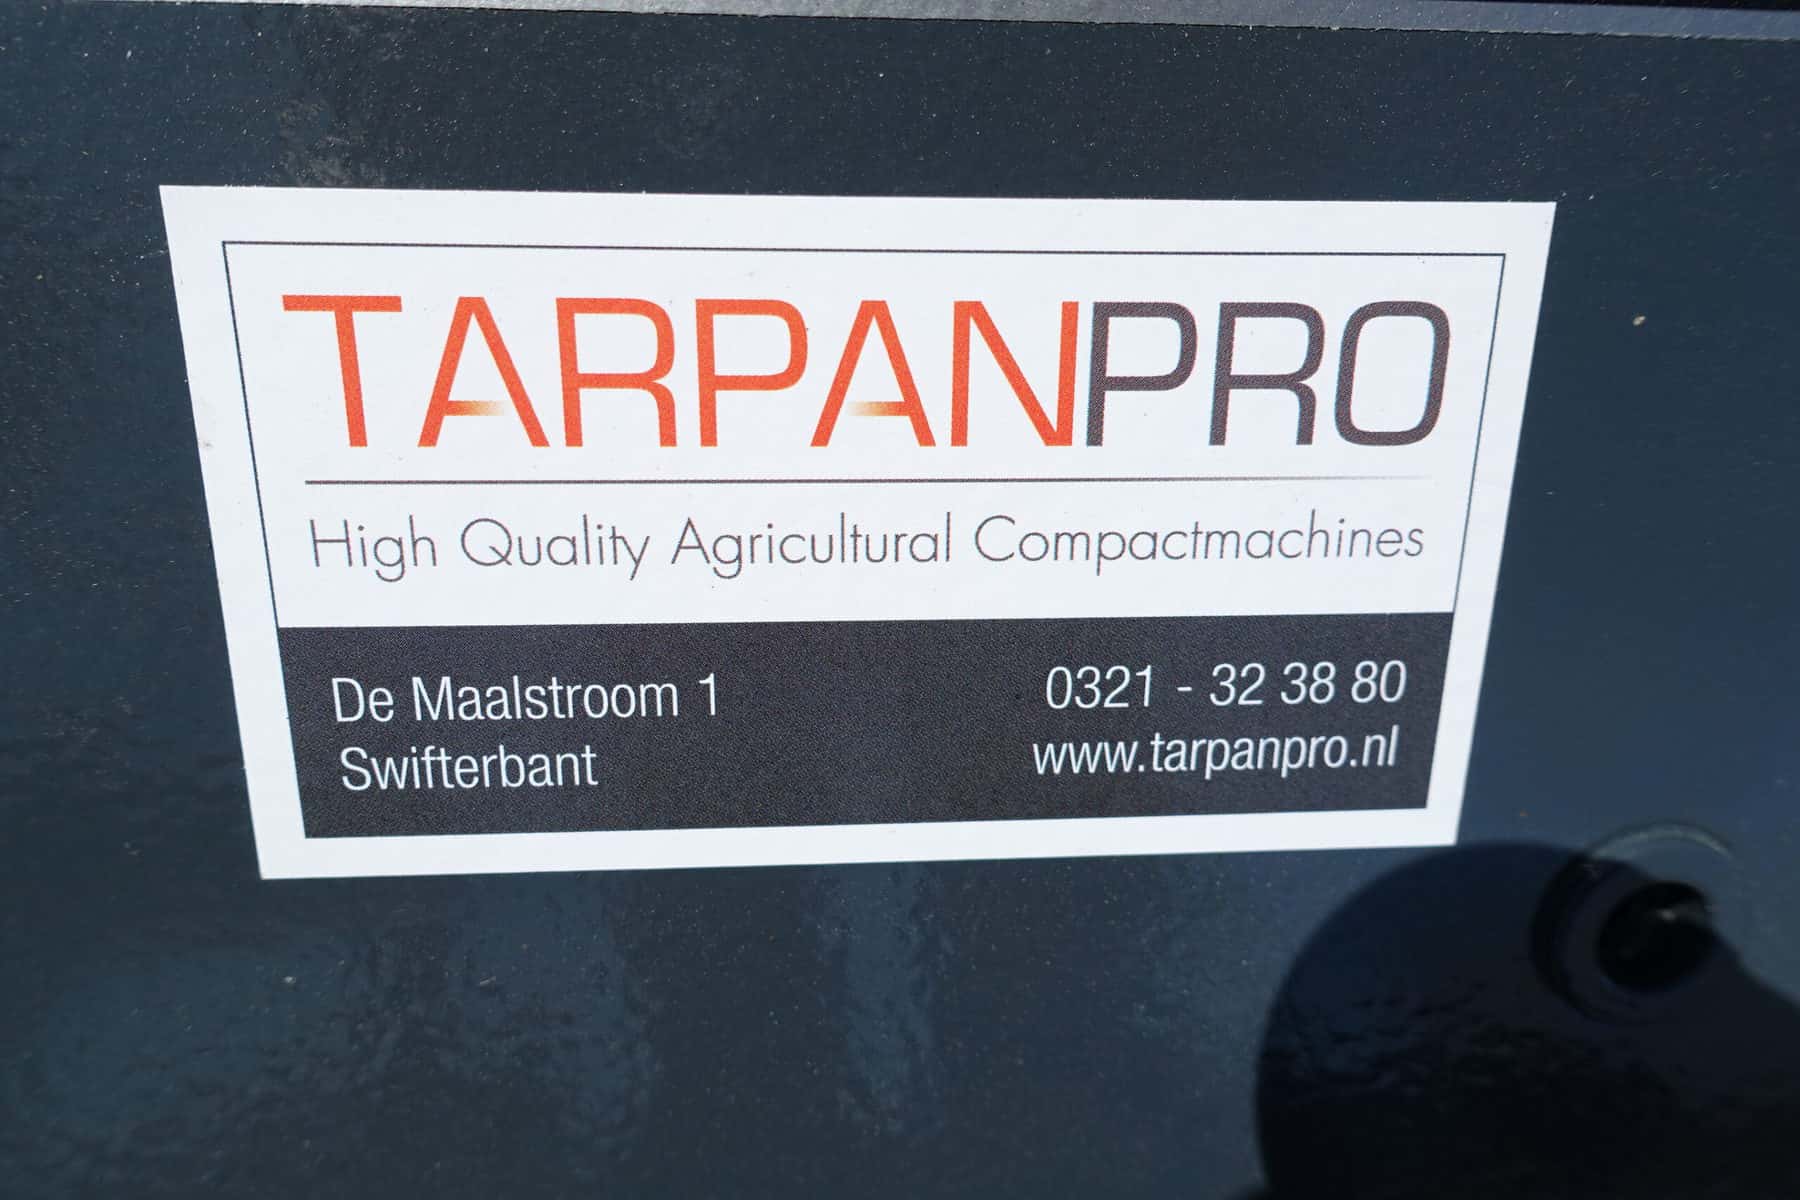 TARPANPRO
High Quality Agricultural Compactmachines
De Maalstroom 1
Swifterbant
0321 - 32 38 80
www.tarpanpro.nl